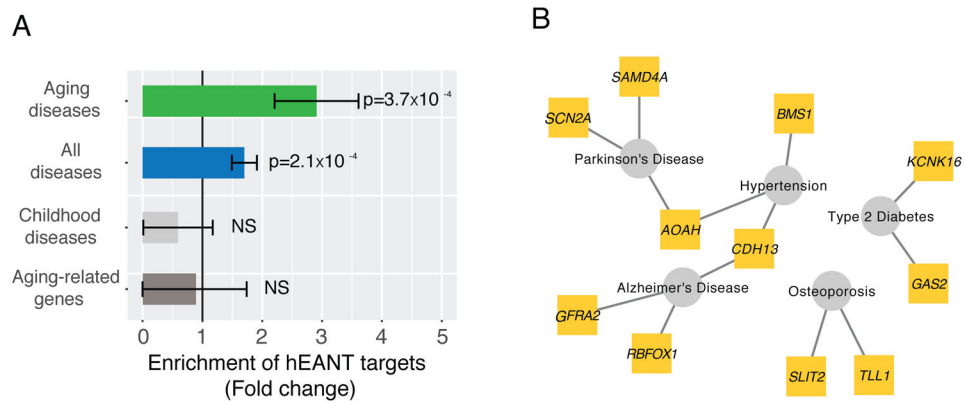 A
Aging
diseases
p=3.7x10 -4
All
diseases
p=2.1x10 -4
Childhood
diseases
NS
Aging-related
genes
NS
0 1 2 3 4 5
Enrichment of hEANT targets
(Fold change)
B
SAMD4A
SCN2A
BMS1
Parkinson's Disease
KCNK16
Hypertension
Type 2 Diabetes
AOAH
CDH13
Alzheimer's Disease
Osteoporosis
GAS2
GFRA2
RBFOX1
SLIT2
TLL1